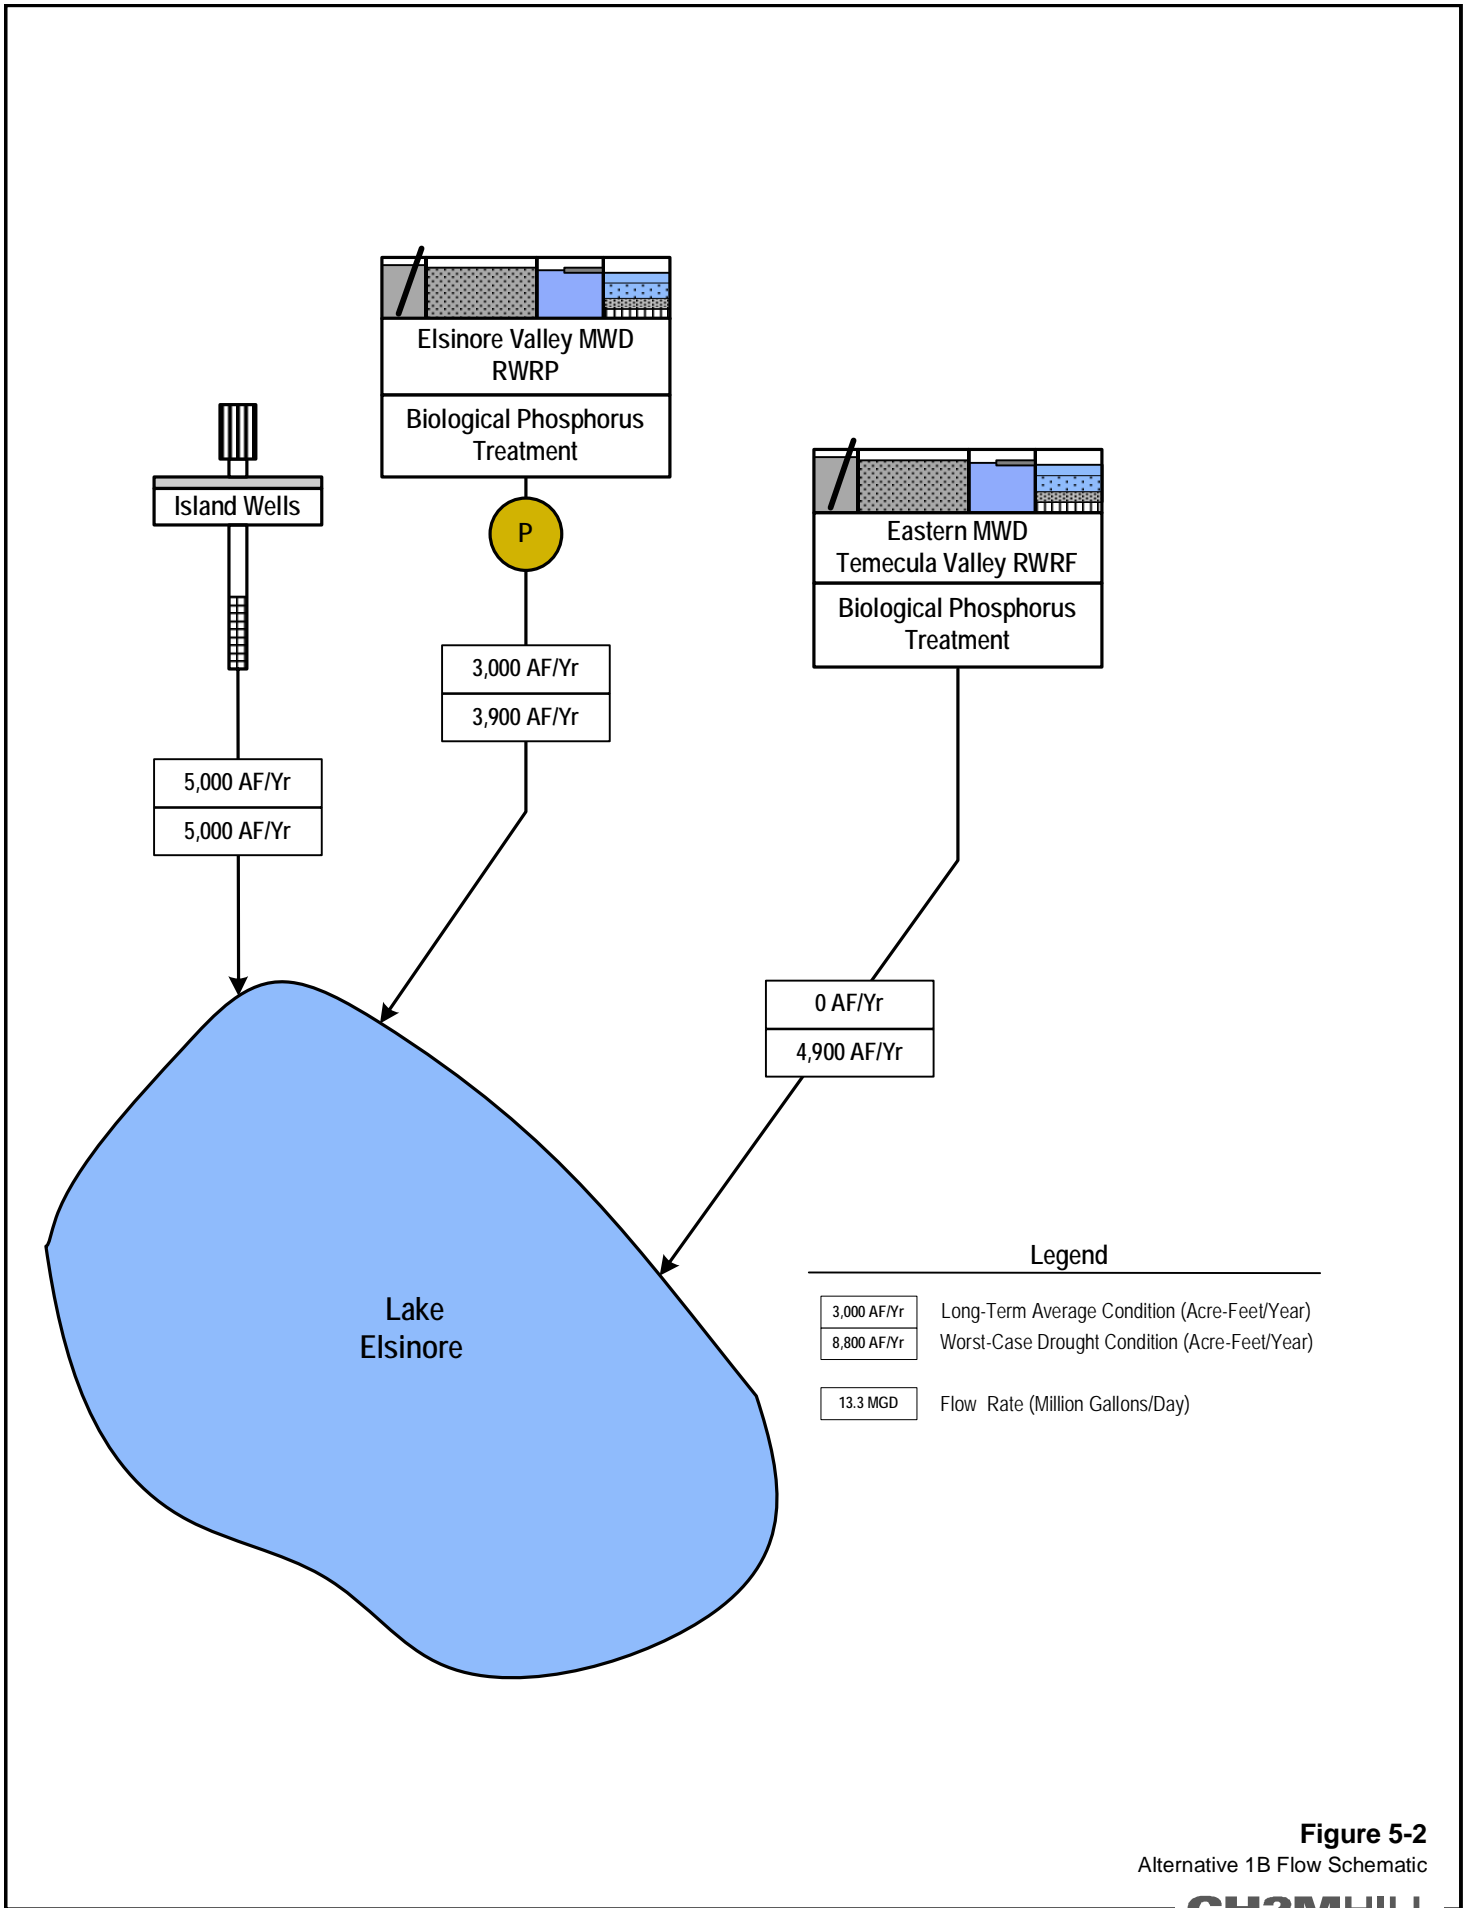 Elsinore Valley MWD
RWRP
Biological Phosphorus
Treatment
Island Wells
P
Eastern MWD
Temecula Valley RWRF
Biological Phosphorus
Treatment
3,000 AF/Yr
3,900 AF/Yr
5,000 AF/Yr
5,000 AF/Yr
0 AF/Yr
4,900 AF/Yr
Lake
Elsinore
Legend
3,000 AF/Yr Long-Term Average Condition (Acre-Feet/Year)
8,800 AF/Yr Worst-Case Drought Condition (Acre-Feet/Year)
13.3 MGD Flow Rate (Million Gallons/Day)
Figure 5-2
Alternative 1B Flow Schematic
CH2MHILL